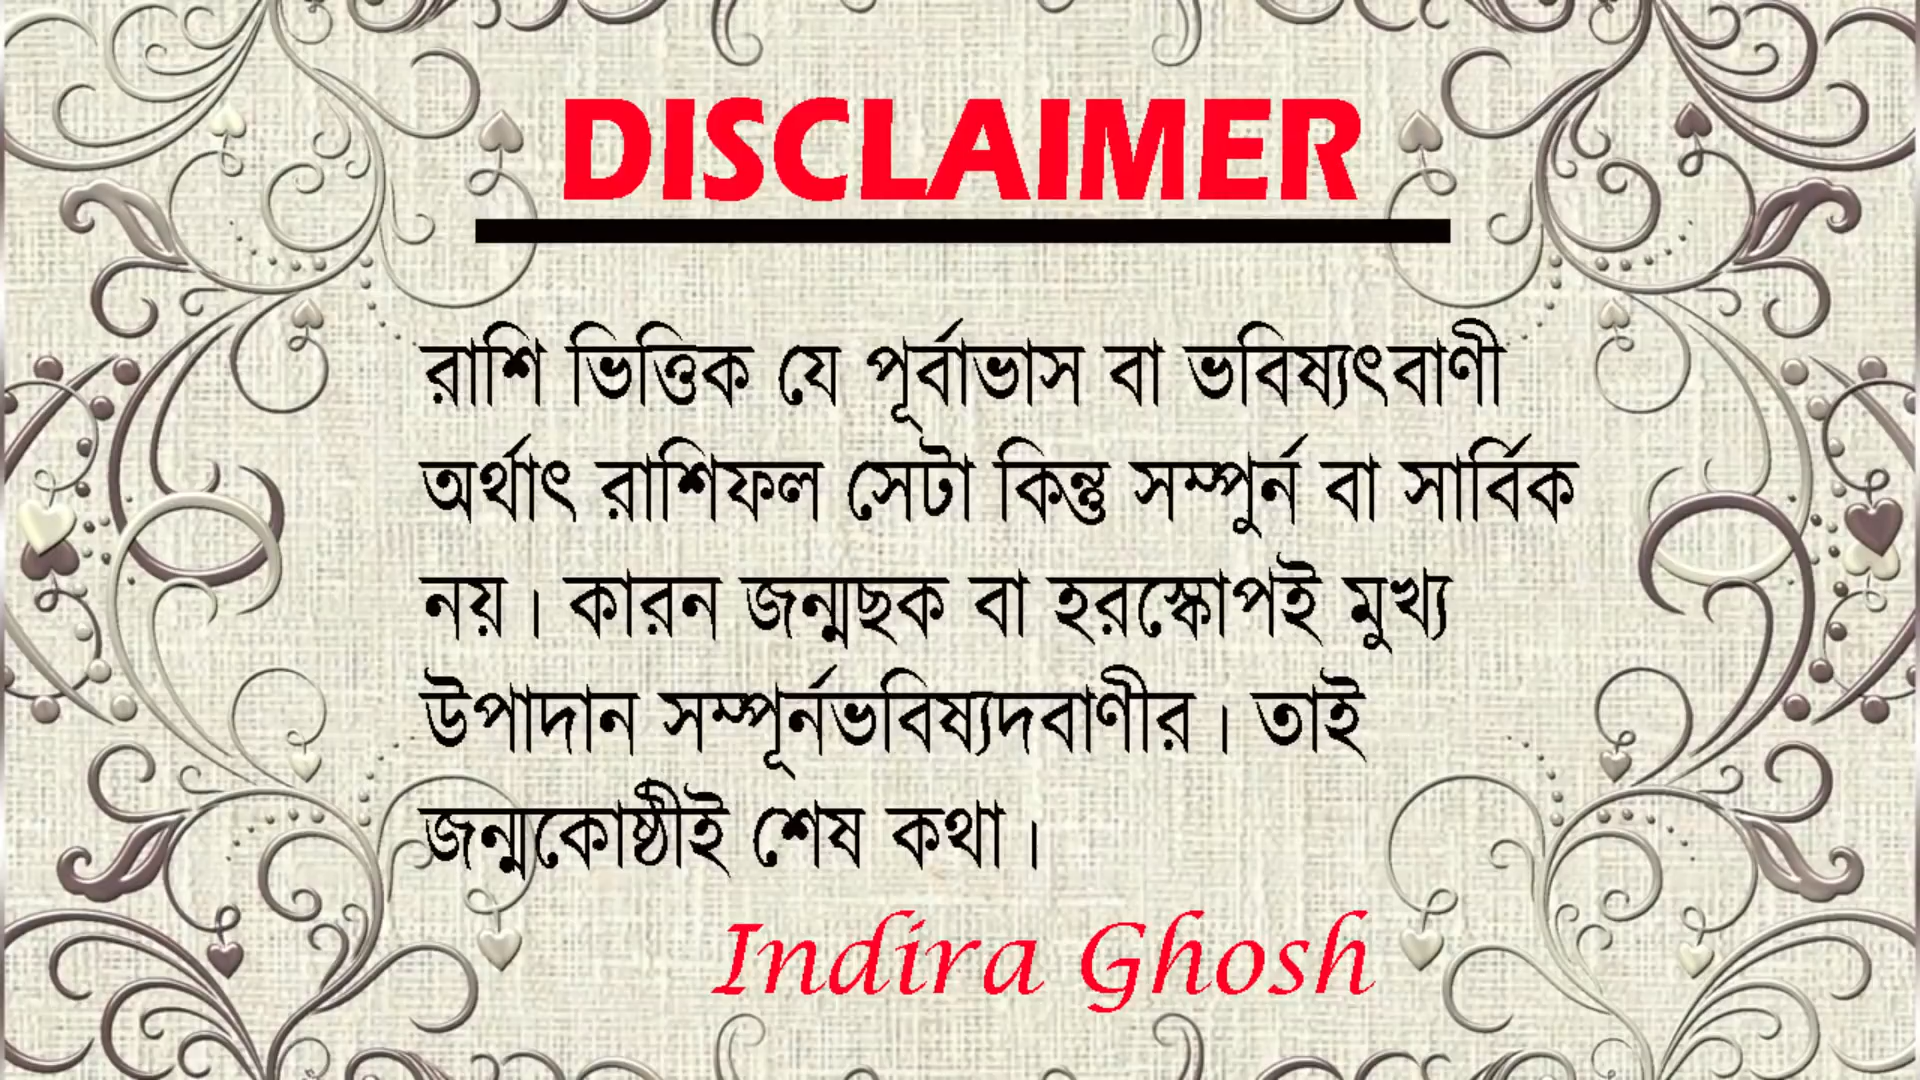 DISCLAIMER
রাশি ভিত্তিক যে পূর্বাভাস বা ভবিষ্যৎবাণী
অর্থাৎ রাশিফল সেটা কিন্তু সম্পুর্ন বা সার্বিক
নয়। কারন জন্মছক বা হরস্কোপই মুখ্য
উপাদান সম্পূর্নভবিষ্যদবাণীর। তাই
জন্মকোষ্ঠীই শেষ কথা।
Indira Ghosh